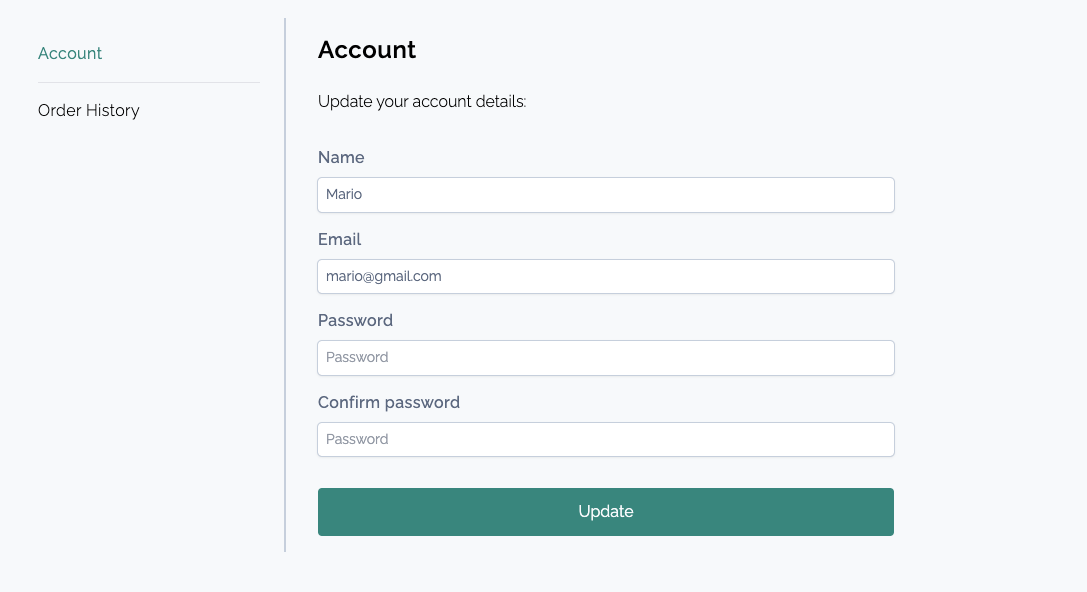 Account
Order History
Account
Update your account details:
Name
Mario
Email
mario@gmail.com
Password
Password
Confirm password
Password
Update